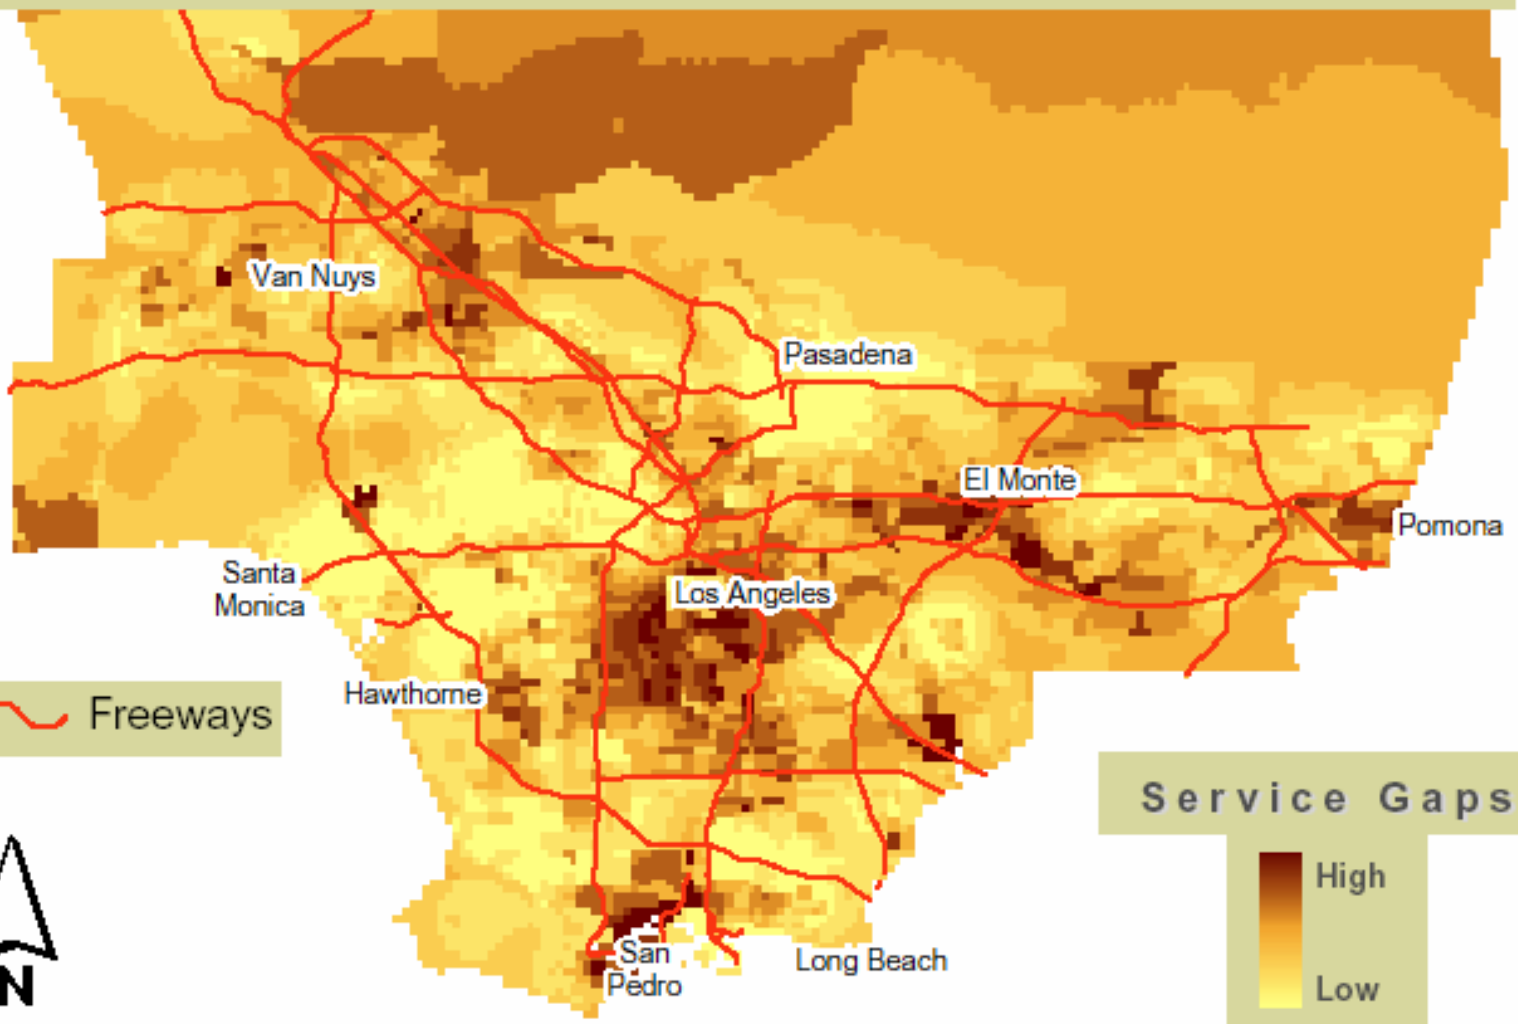 Van Nuys
Pasadena
El Monte
Pomona
Santa
Monica
Los Angeles
Hawthorne
Freeways
Service Gaps
High
Low
San
Pedro
Long Beach
N